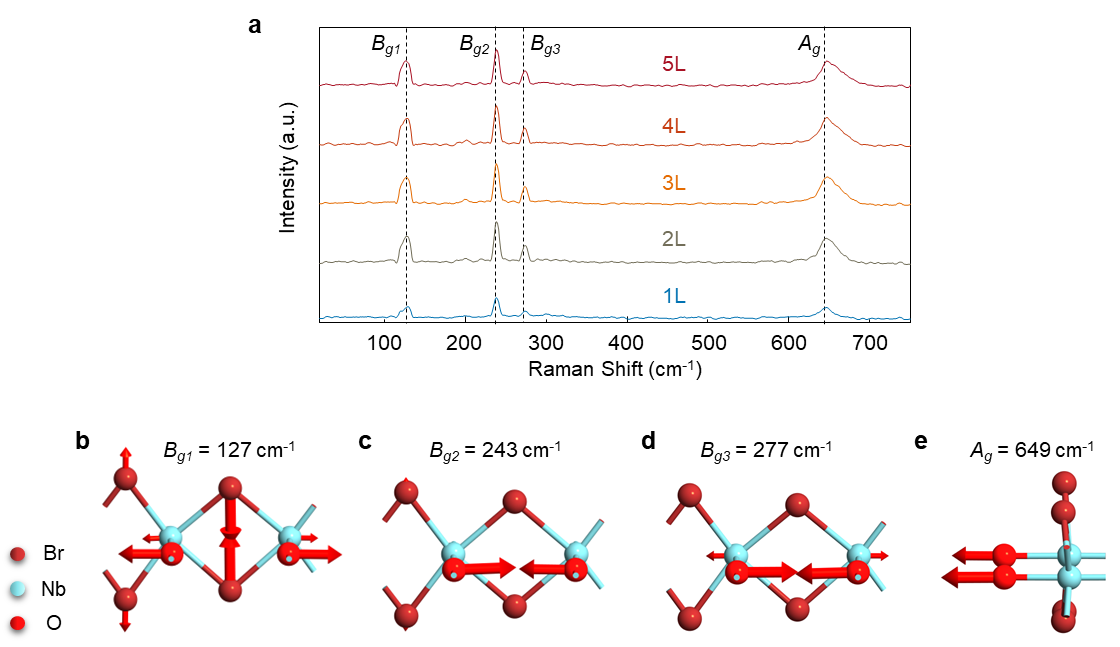 a
Bg1 Bg2 Bg3 Ag
5L
4L
3L
2L
1L
Intensity (a.u.)
100 200 300 400 500 600 700
Raman Shift (cm-1)
b Bg1 = 127 cm-1
c Bg2 = 243 cm-1
d Bg3 = 277 cm-1
e Ag = 649 cm-1
Br
Nb
O